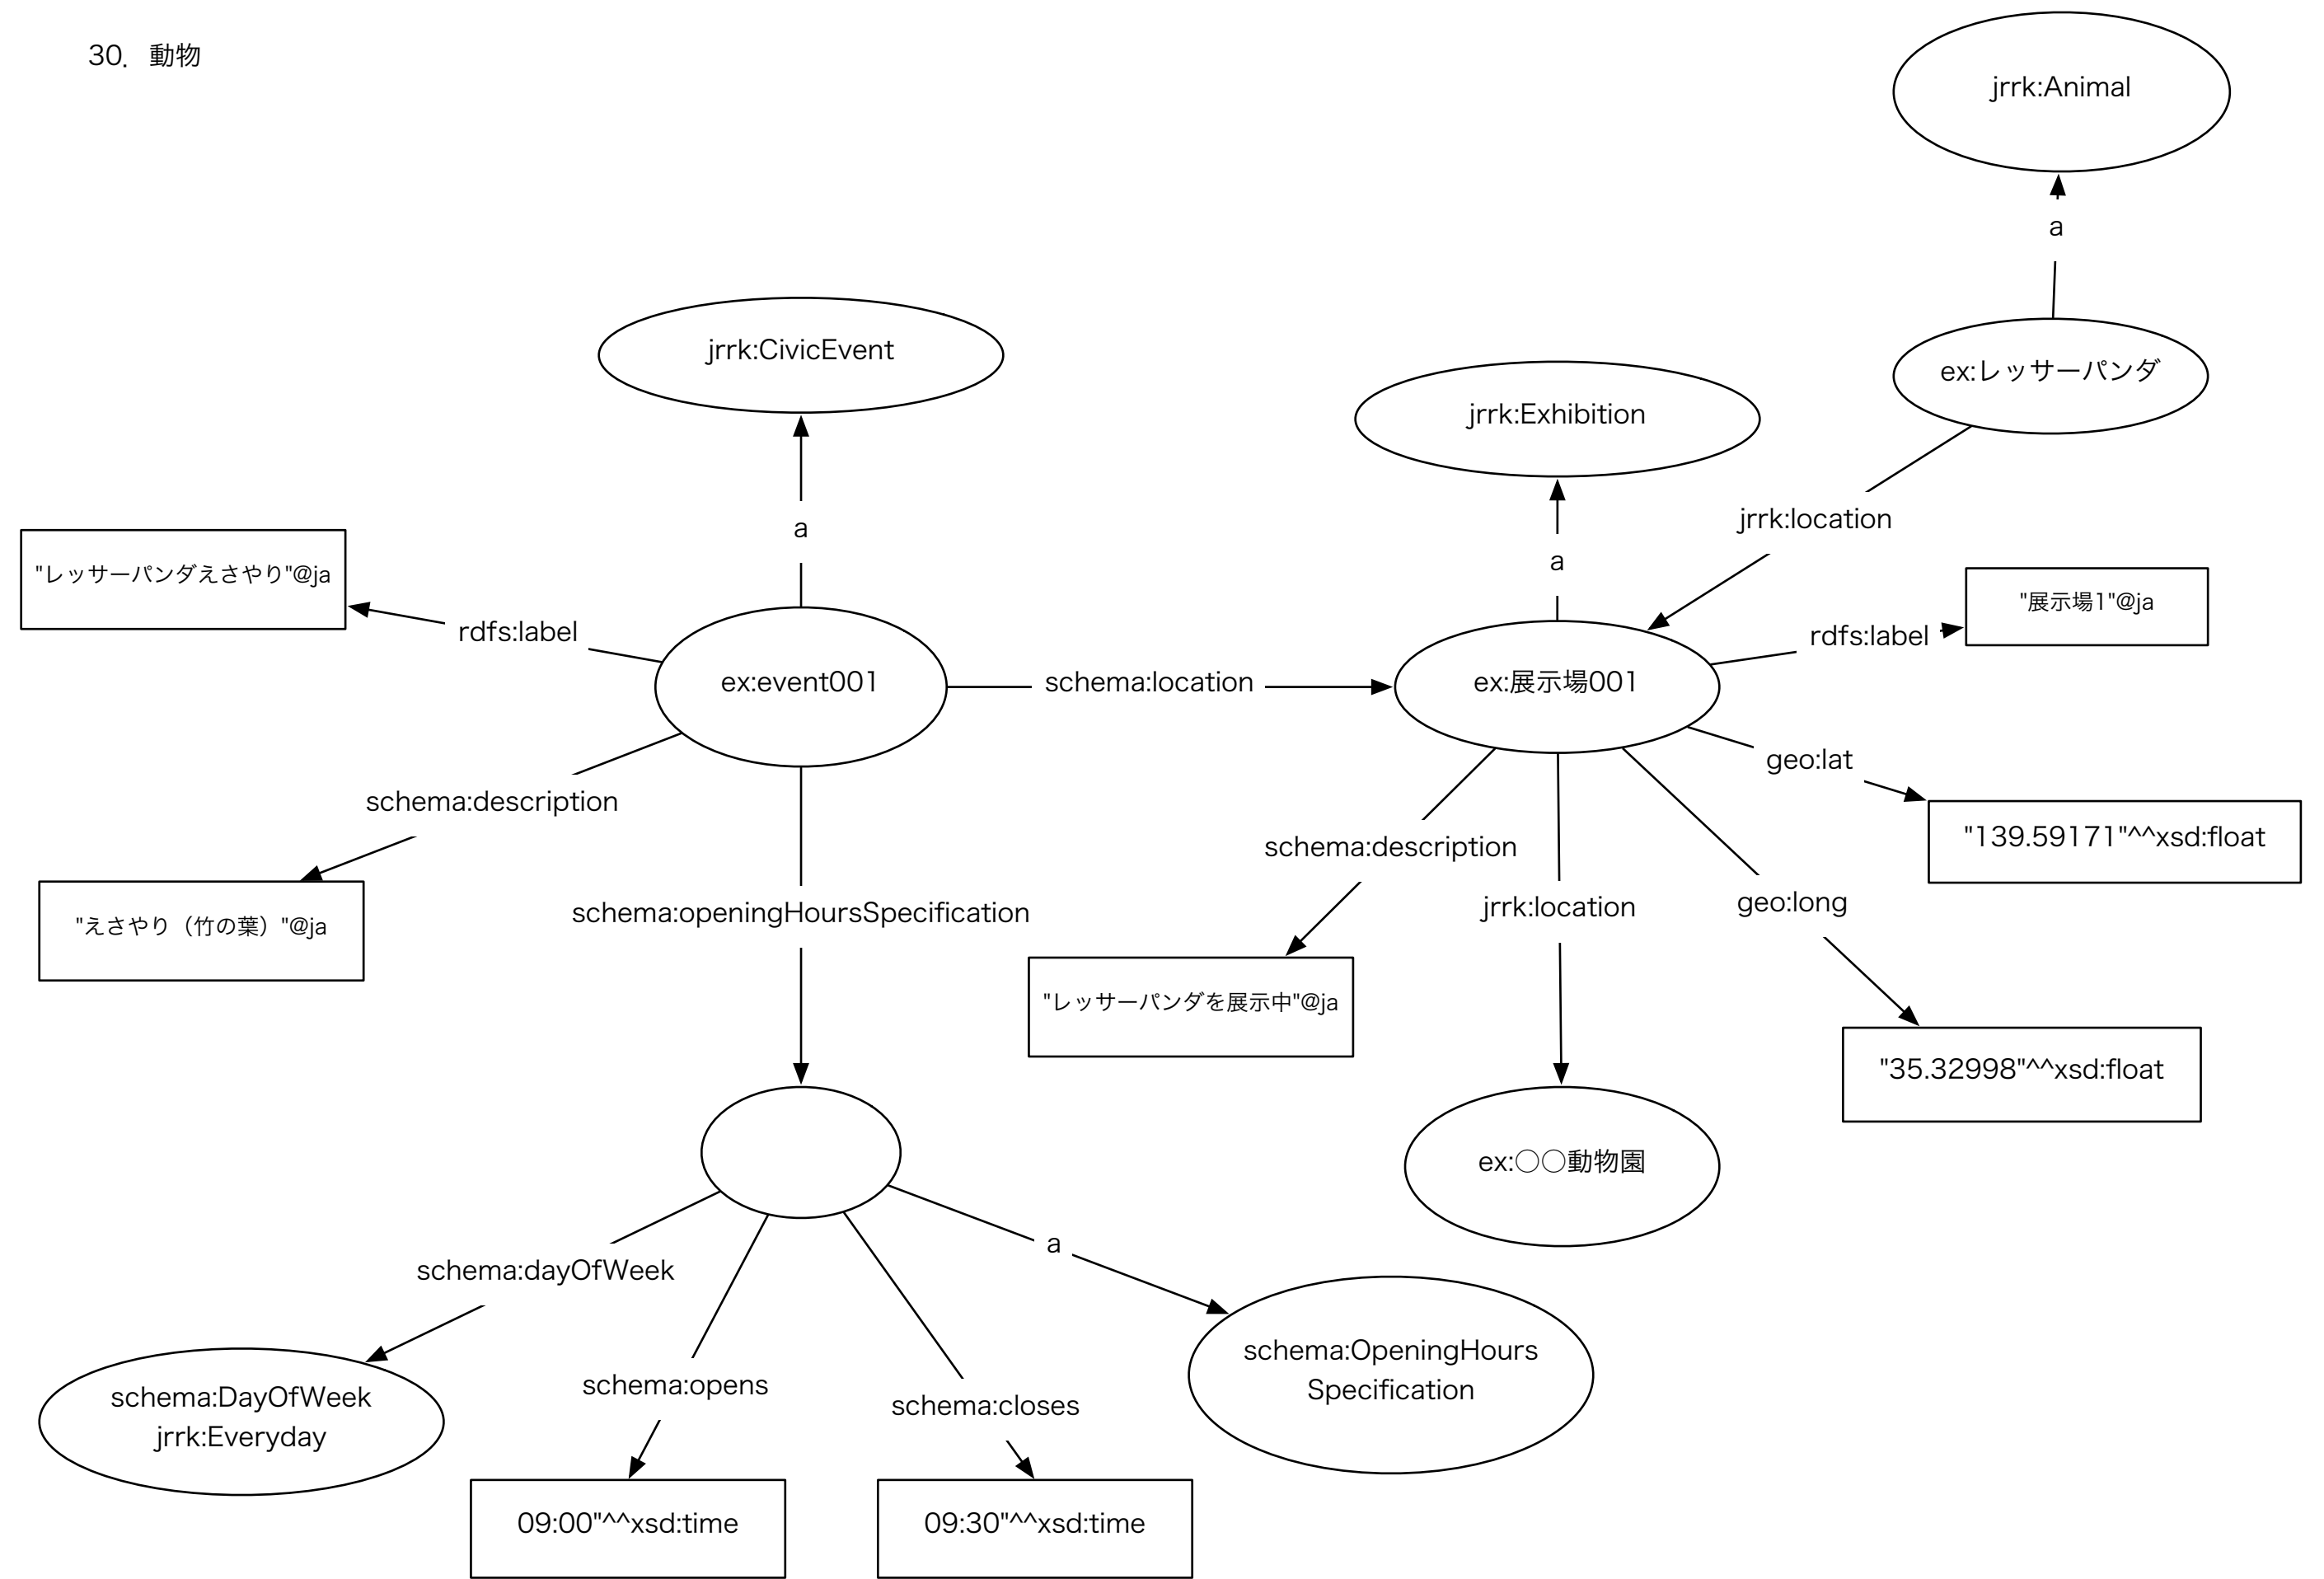 30．動物
jrrk:Animal
a
jrrk:CivicEvent
ex:レッサーパンダ
jrrk:Exhibition
a
jrrk:location
a
"レッサーパンダえさやり"@ja
"展示場1"@ja
rdfs:label
rdfs:label
ex:event001
schema:location
ex:展示場001
geo:lat
schema:description
"139.59171"^^xsd:float
schema:description
geo:long
jrrk:location
schema:openingHoursSpecification
"えさやり（竹の葉）"@ja
"レッサーパンダを展示中"@ja
"35.32998"^^xsd:float
ex:○○動物園
a
schema:dayOfWeek
schema:OpeningHours
Specification
schema:opens
schema:DayOfWeek
jrrk:Everyday
schema:closes
09:00"^^xsd:time
09:30"^^xsd:time